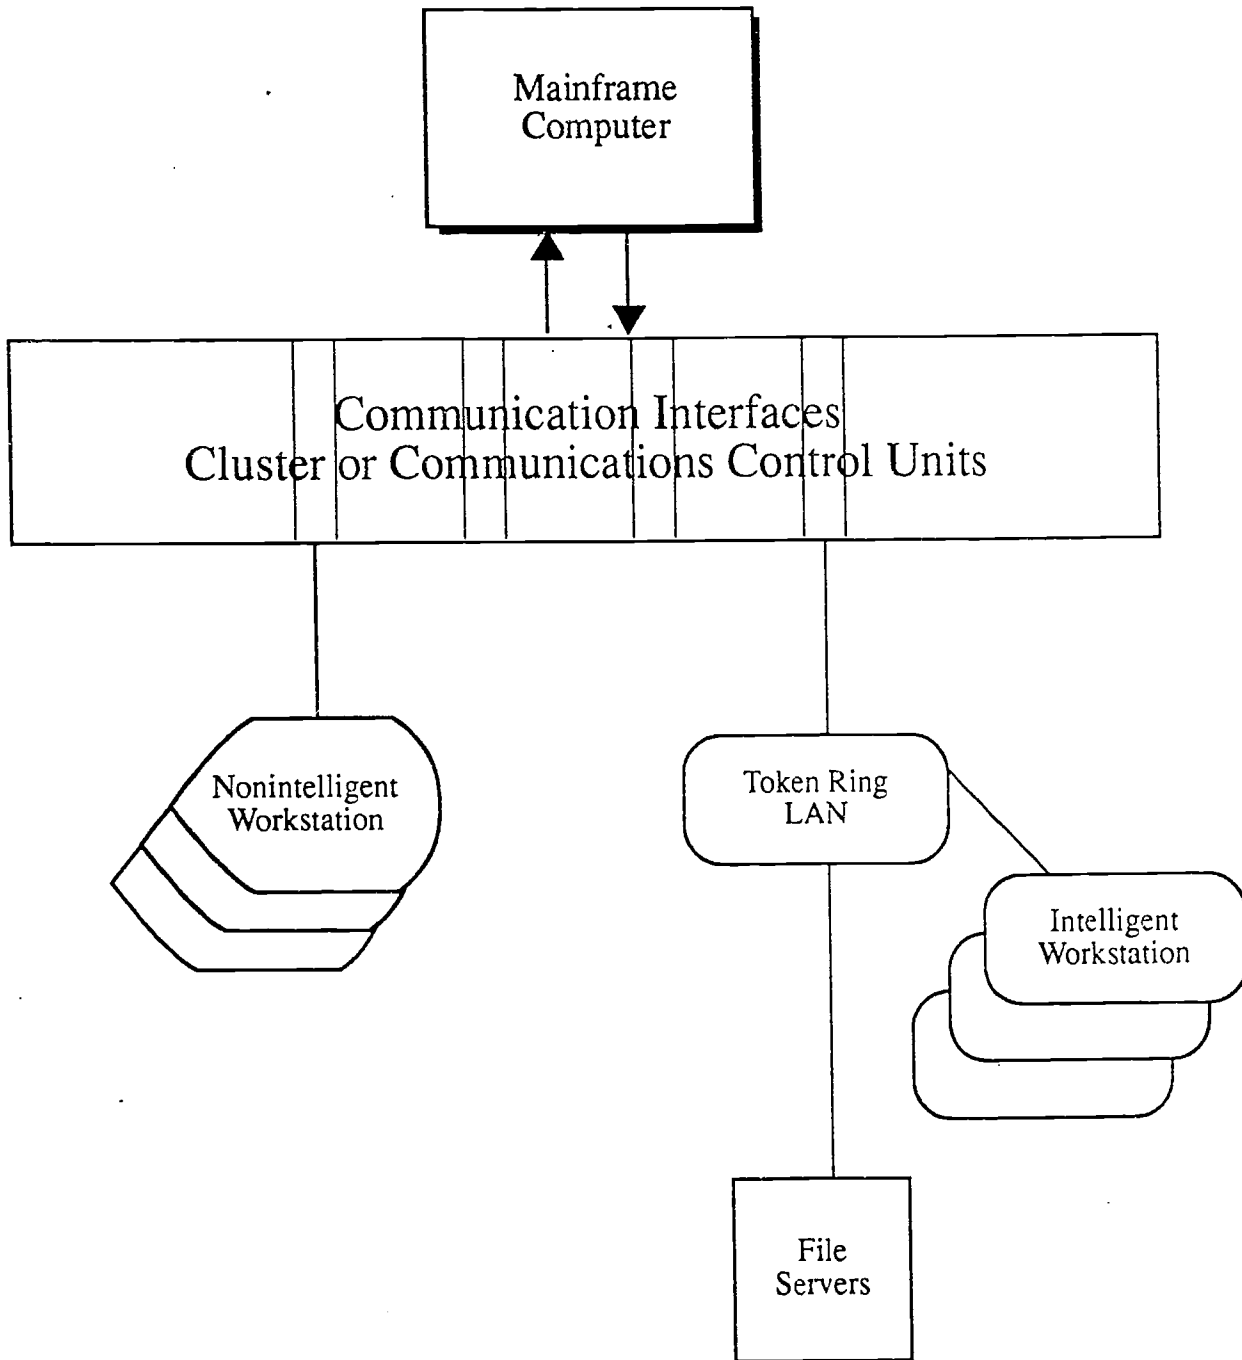 Mainframe
Computer
Communication Interfaces
Cluster or Communications Control Units
Nonintelligent
Workstation
Token Ring
LAN
Intelligent
Workstation
File
Servers